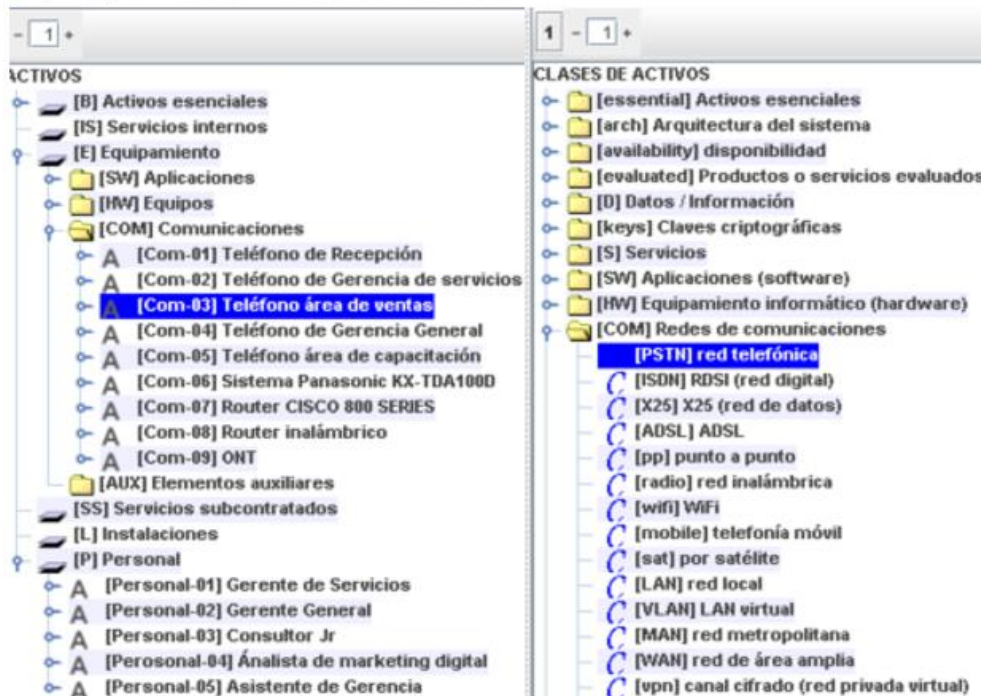 - 1 +
ACTIVOS
[B] Activos esenciales
[IS] Servicios internos
[E] Equipamiento
[SW] Aplicaciones
[HW] Equipos
[COM] Comunicaciones
A [Com-01] Teléfono de Recepción
A [Com-02] Teléfono de Gerencia de servicios
A [Com-03] Teléfono área de ventas
A [Com-04] Teléfono de Gerencia General
A [Com-05] Teléfono área de capacitación
A [Com-06] Sistema Panasonic KX-TDA100D
A [Com-07] Router CISCO 800 SERIES
A [Com-08] Router inalámbrico
A [Com-09] ONT
[AUX] Elementos auxiliares
[SS] Servicios subcontratados
[L] Instalaciones
[P] Personal
A [Personal-01] Gerente de Servicios
A [Personal-02] Gerente General
A [Personal-03] Consultor Jr
A [Perosonal-04] Ánalista de marketing digital
A [Personal-05] Asistente de Gerencia
1 - 1 +
CLASES DE ACTIVOS
[essential] Activos esenciales
[arch] Arquitectura del sistema
[availability] disponibilidad
[evaluated] Productos o servicios evaluados
[D] Datos / Información
[keys] Claves criptográficas
[S] Servicios
[SW] Aplicaciones (software)
[HW] Equipamiento informático (hardware)
[COM] Redes de comunicaciones
[PSTN] red telefónica
[ISDN] RDSI (red digital)
[X25] X25 (red de datos)
[ADSL] ADSL
[pp] punto a punto
[radio] red inalámbrica
[wifi] WiFi
[mobile] telefonía móvil
[sat] por satélite
[LAN] red local
[VLAN] LAN virtual
[MAN] red metropolitana
[WAN] red de área amplia
[vpn] canal cifrado (red privada virtual)